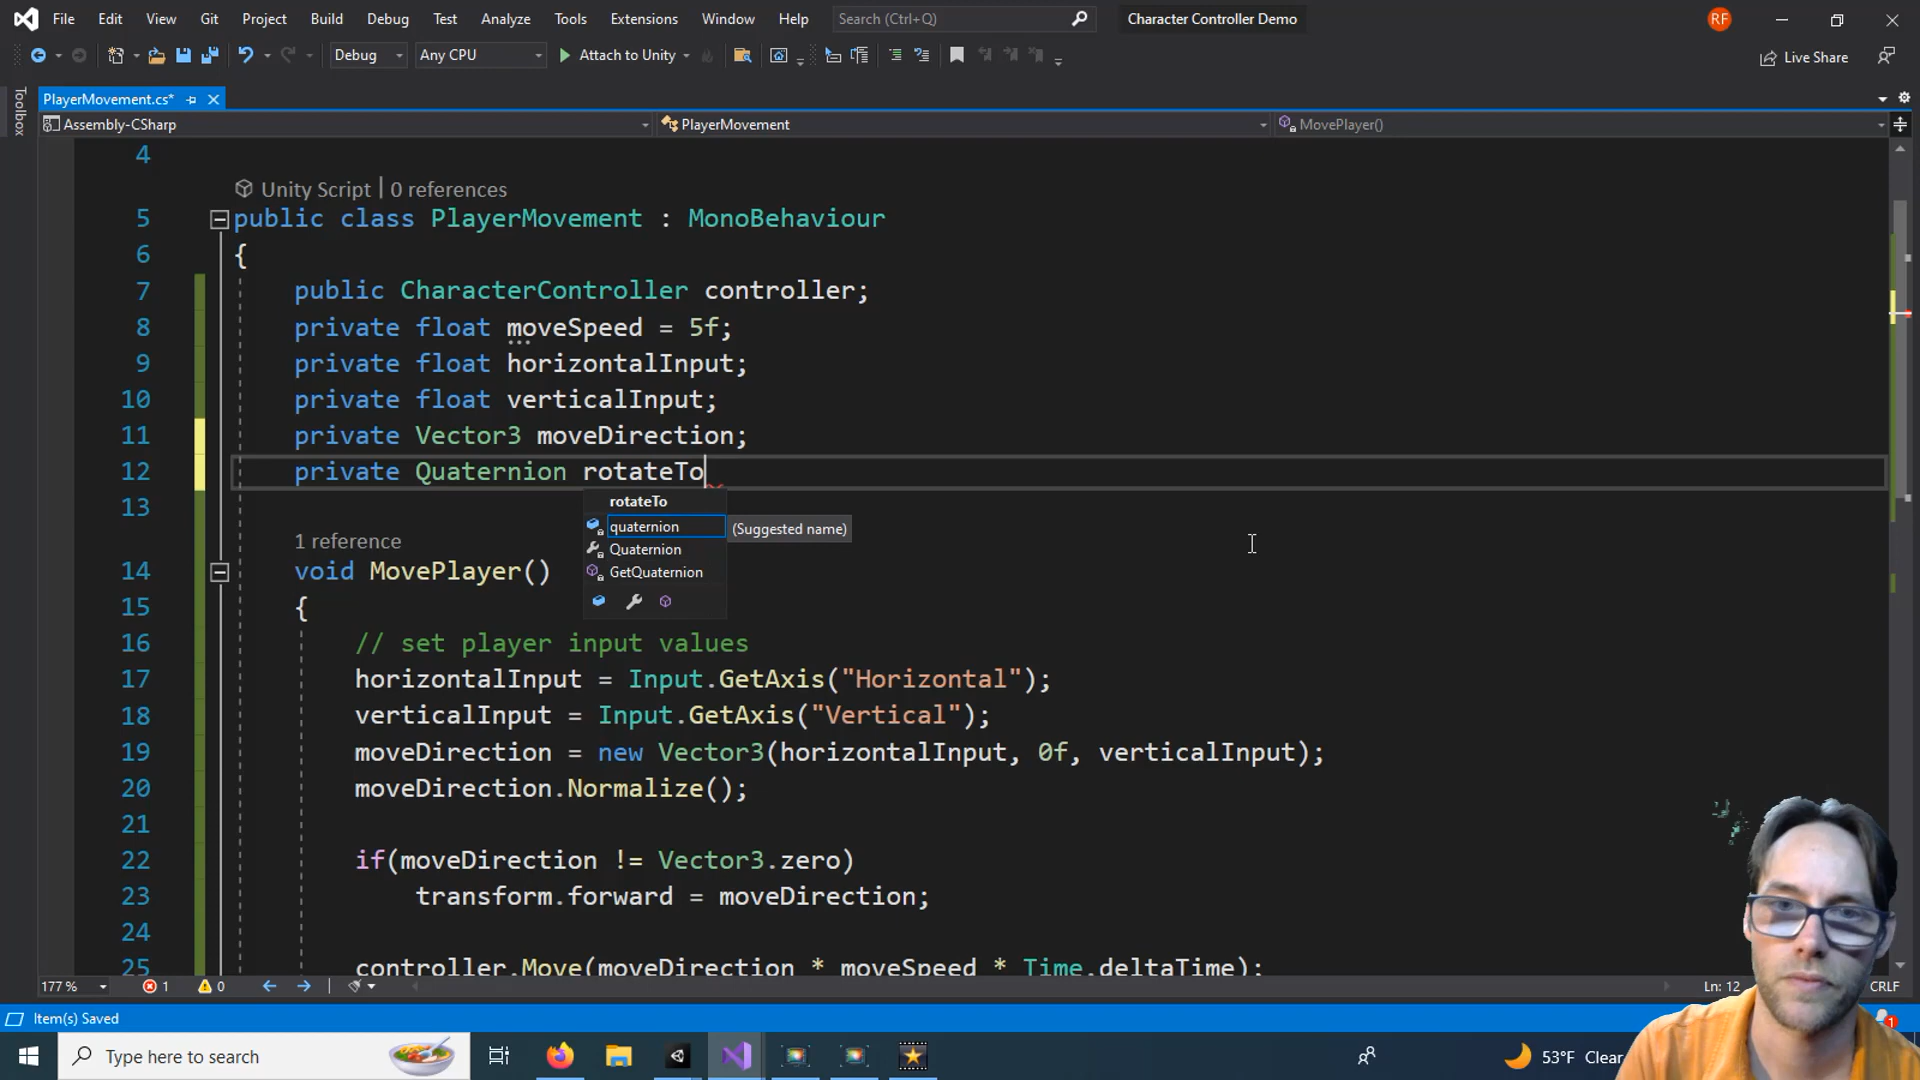 File Edit View Git Project Build Debug Test Analyze Tools Extensions Window Help Search (Ctrl+Q) Character Controller Demo RF
Debug Any CPU Attach to Unity Live Share
Toolbox
PlayerMovement.cs*
Assembly-CSharp PlayerMovement MovePlayer()
4
Unity Script | 0 references
5 public class PlayerMovement : MonoBehaviour
6 {
7 public CharacterController controller;
8 private float moveSpeed = 5f;
9 private float horizontalInput;
10 private float verticalInput;
11 private Vector3 moveDirection;
12 private Quaternion rotateTo
rotateTo
13
quaternion (Suggested name)
Quaternion
GetQuaternion
1 reference
14 void MovePlayer()
15 {
16 // set player input values
17 horizontalInput = Input.GetAxis("Horizontal");
18 verticalInput = Input.GetAxis("Vertical");
19 moveDirection = new Vector3(horizontalInput, 0f, verticalInput);
20 moveDirection.Normalize();
21
22 if(moveDirection != Vector3.zero)
23 transform.forward = moveDirection;
24
25 controller.Move(moveDirection * moveSpeed * Time.deltaTime);
177 % 1 0 Ln: 12 CRLF
Item(s) Saved 1
Type here to search 53°F Clear